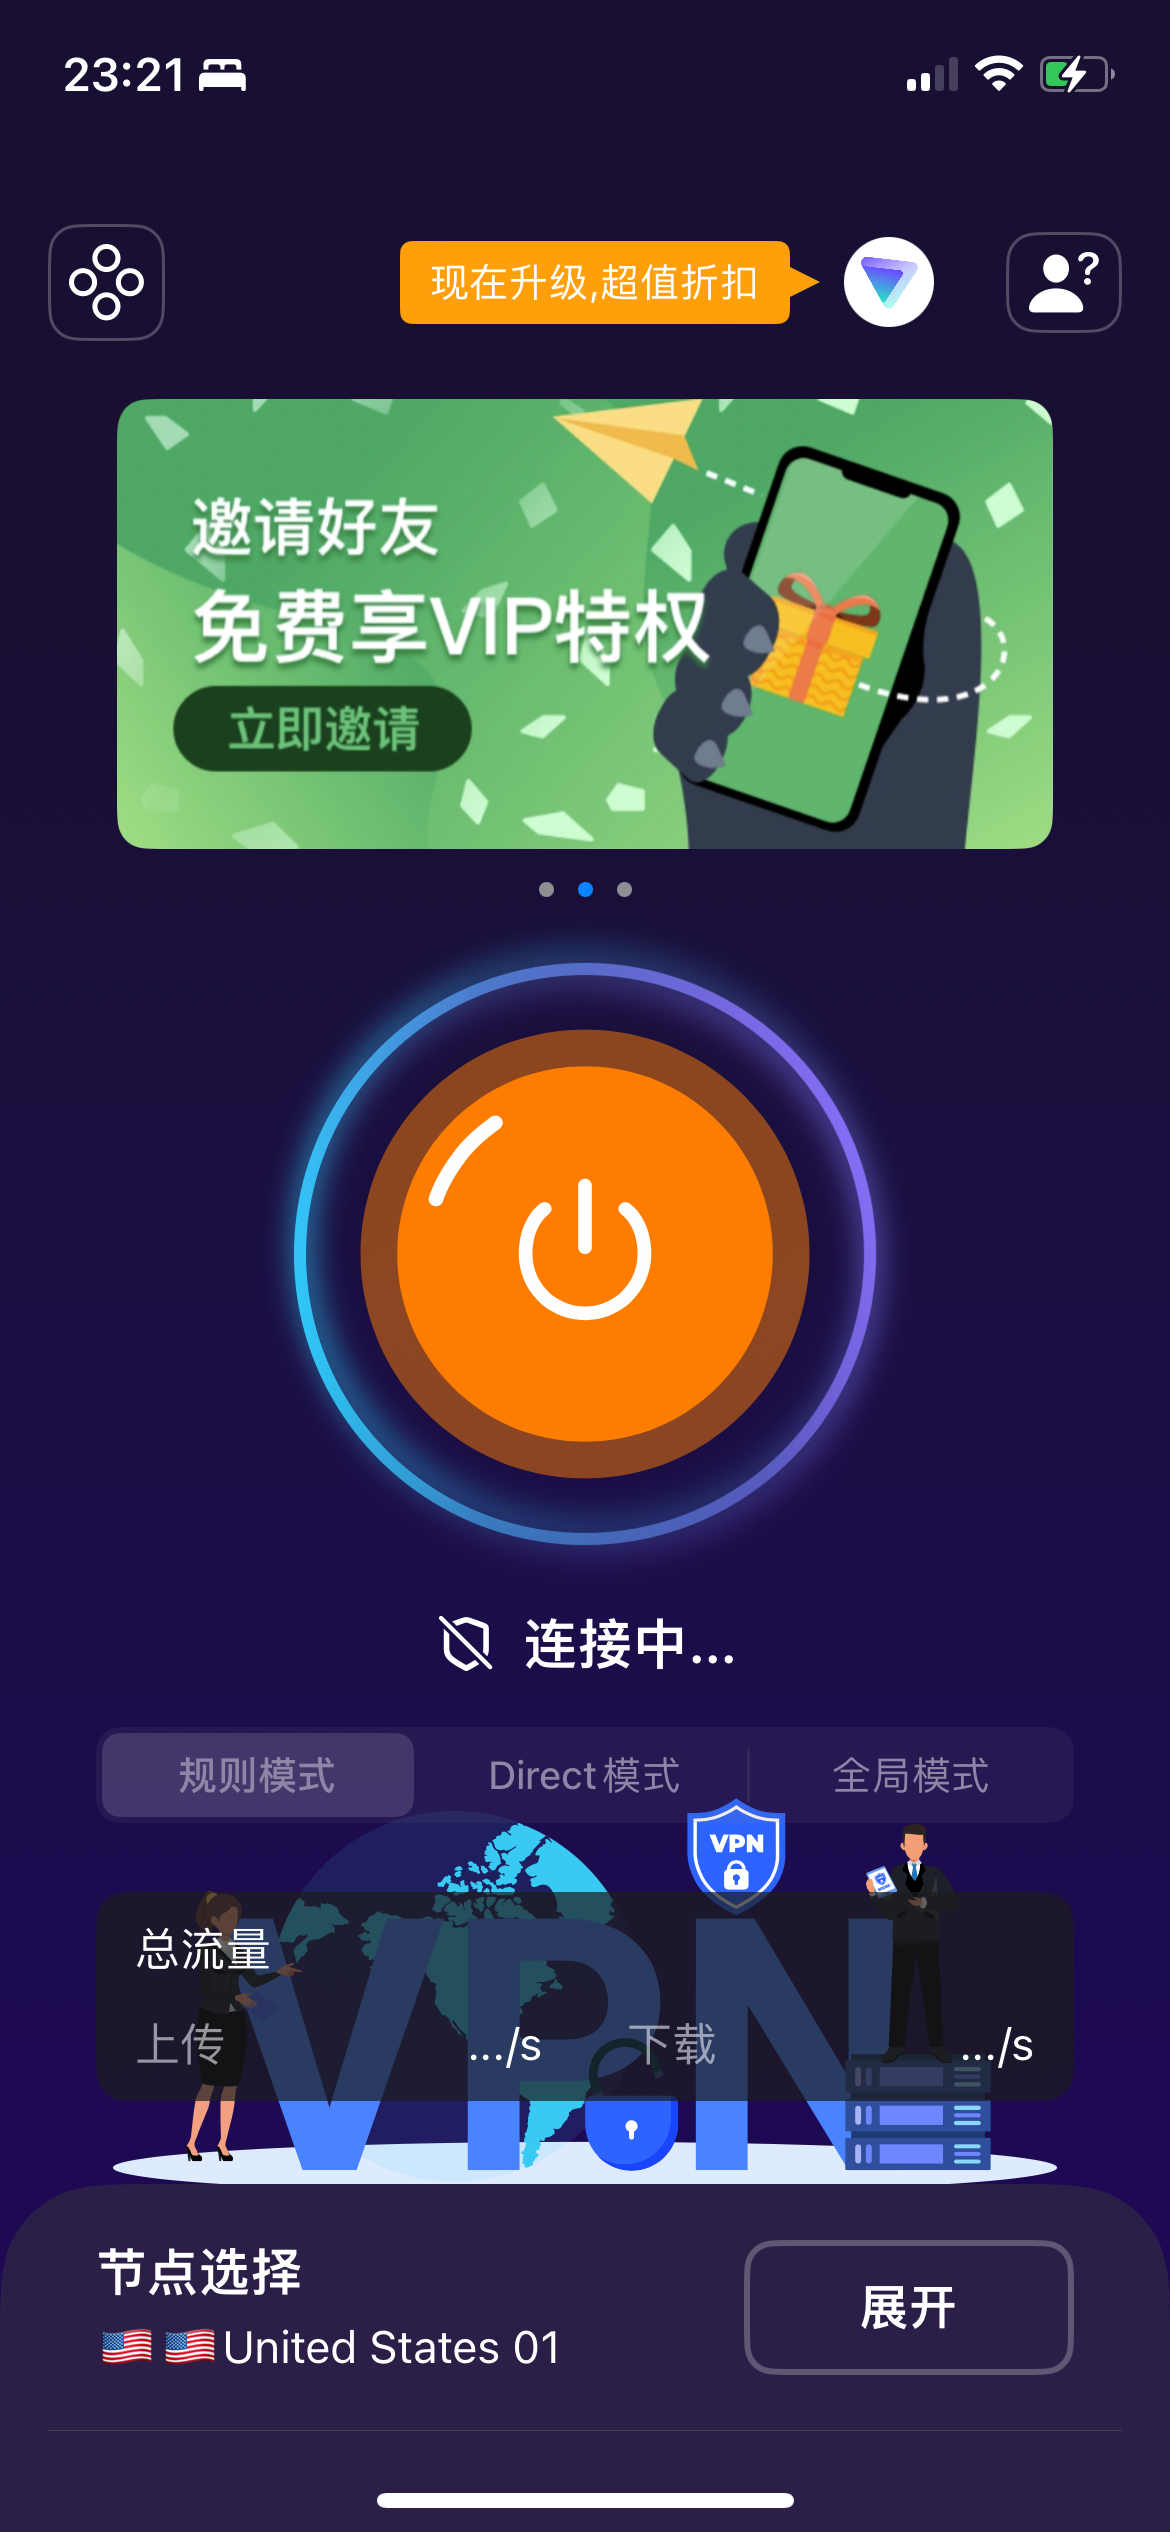 23:21
现在升级,超值折扣
?
邀请好友
免费享VIP特权
立即邀请
连接中...
规则模式
Direct模式
全局模式
VPN
总流量
上传
.../s
下载
.../s
VPN
节点选择
🇺🇸 🇺🇸United States 01
展开